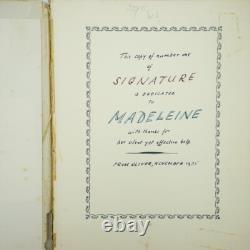 This copy of number one
of
SIGNATURE
is dedicated
to
MADELEINE
with thanks for
her silent yet effective help
FROM OLIVER, NOVEMBER 1935